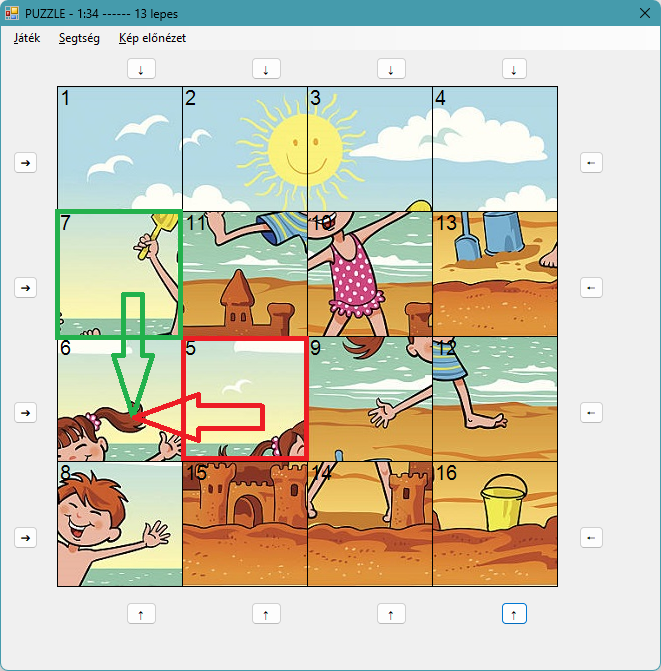 PUZZLE - 1:34 ------ 13 lepes
Játék Segtség Kép előnézet
↓ ↓ ↓ ↓
1 2 3 4
→ ←
7 11 10 13
→ ←
6 5 9 12
→ ←
8 15 14 16
→ ←
↑ ↑ ↑ ↑